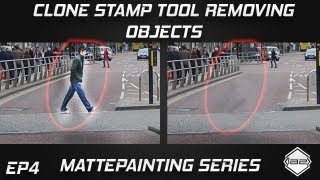 CLONE STAMP TOOL REMOVING
OBJECTS
EP4
MATTEPAINTING SERIES